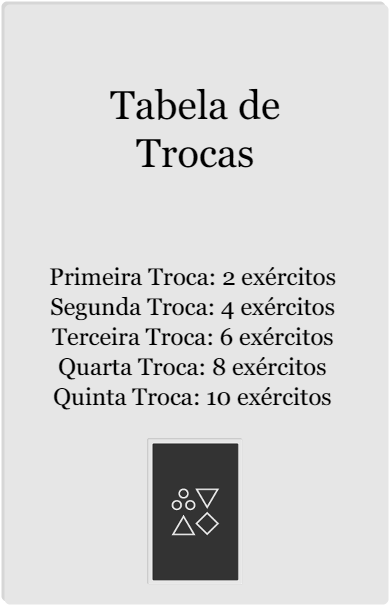 Tabela de
Trocas
Primeira Troca: 2 exércitos
Segunda Troca: 4 exércitos
Terceira Troca: 6 exércitos
Quarta Troca: 8 exércitos
Quinta Troca: 10 exércitos